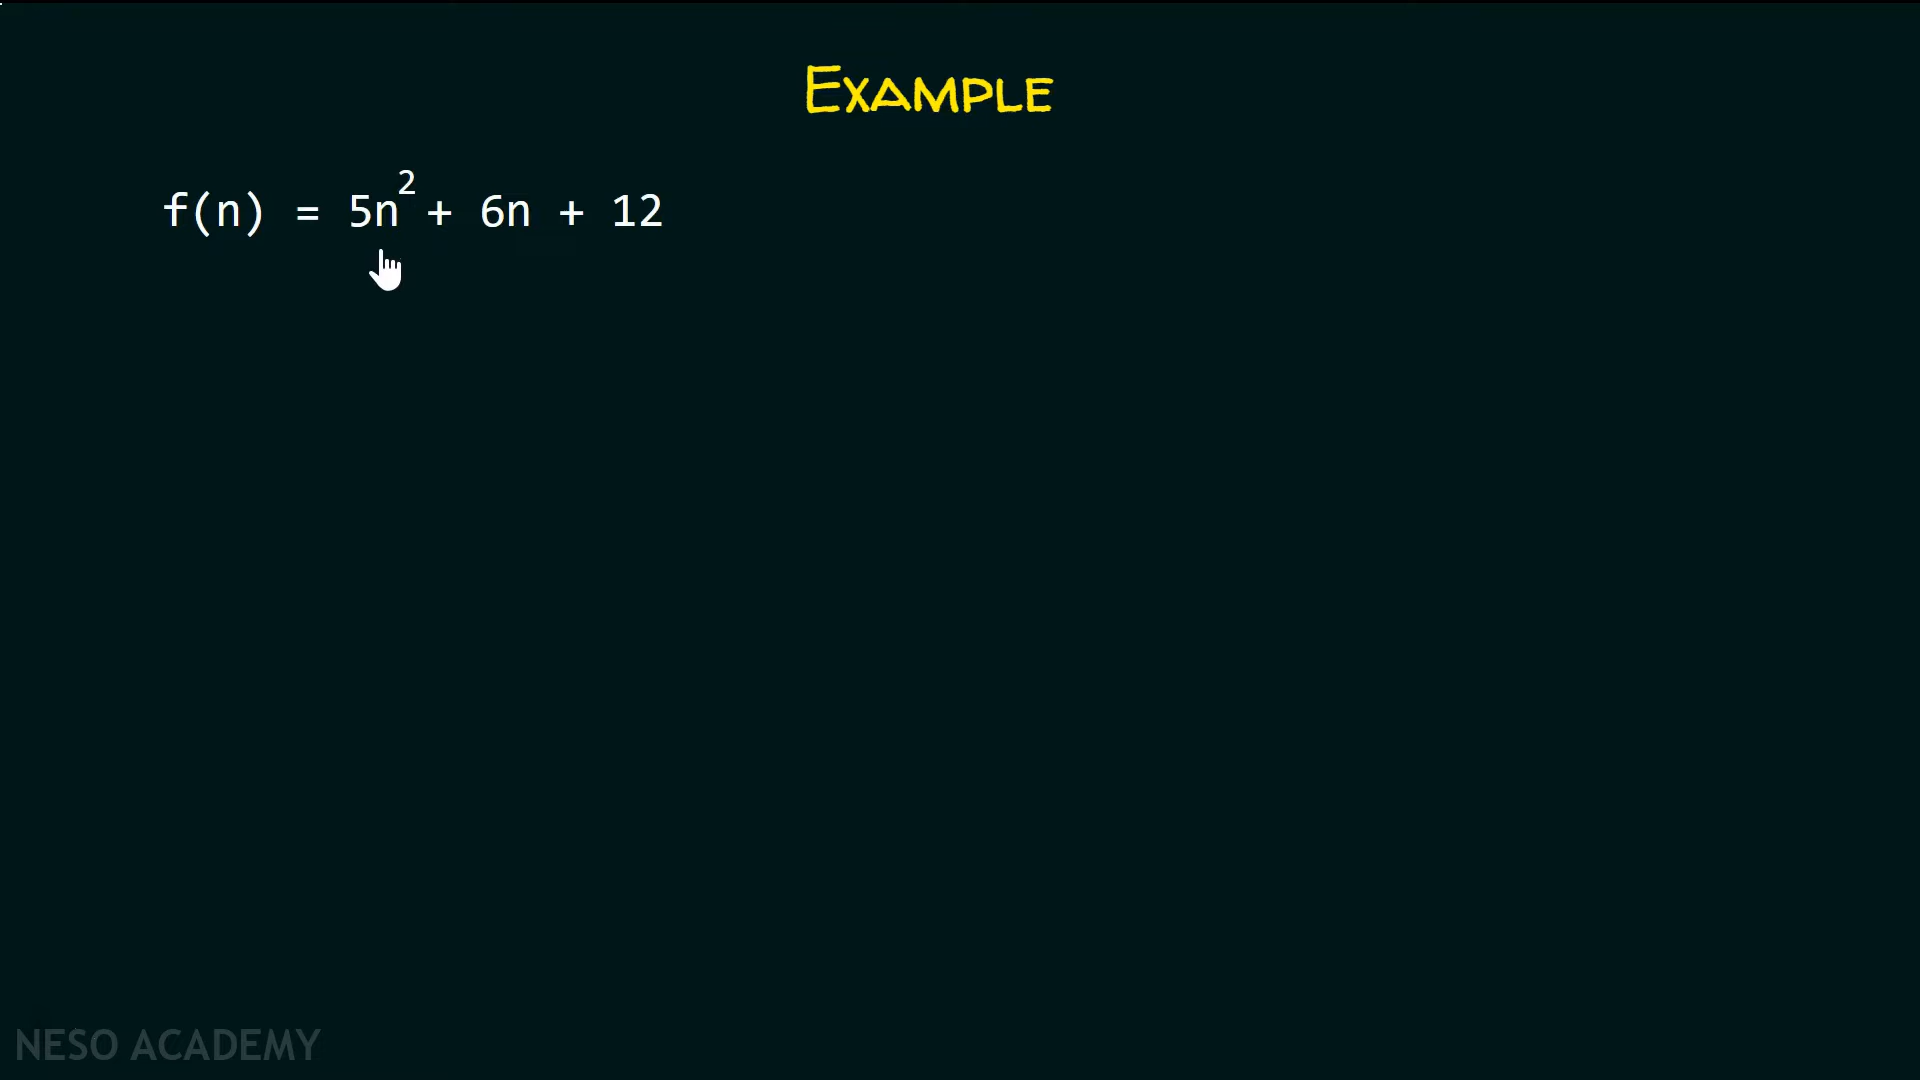 EXAMPLE
f(n) = 5n² + 6n + 12
NESO ACADEMY